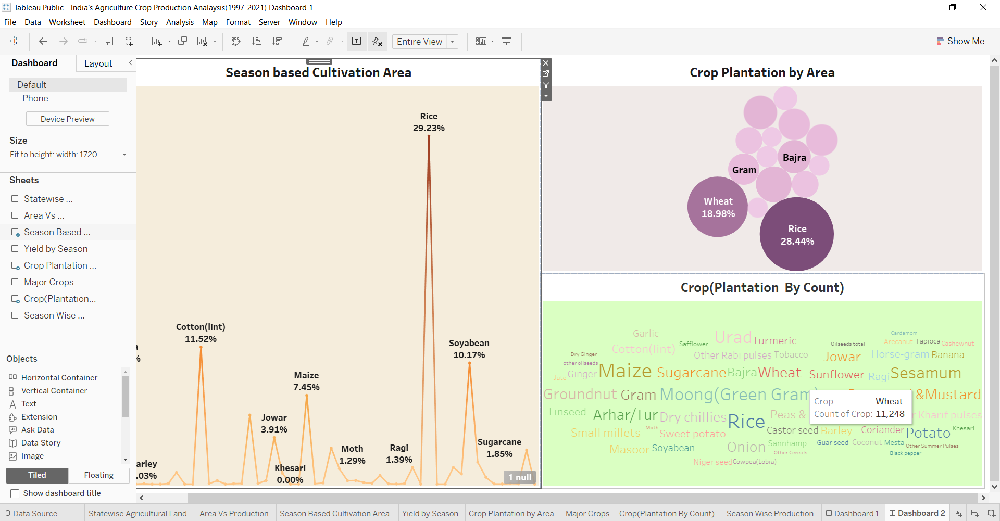 Tableau Public - India's Agriculture Crop Production Analaysis(1997-2021) Dashboard 1
File Data Worksheet Dashboard Story Analysis Map Format Server Window Help
Entire View
Show Me
Dashboard
Layout
Default
Phone
Device Preview
Size
Fit to height: width: 1720
Sheets
Statewise ...
Area Vs ...
Season Based ...
Yield by Season
Crop Plantation ...
Major Crops
Crop(Plantation...
Season Wise ...
Objects
Horizontal Container
Vertical Container
Text
Extension
Ask Data
Data Story
Image
Tiled
Floating
Show dashboard title
Season based Cultivation Area
Rice
29.23%
Cotton(lint)
11.52%
a
%
Soyabean
10.17%
Maize
7.45%
Jowar
3.91%
Moth
1.29%
Ragi
1.39%
Sugarcane
1.85%
Khesari
0.00%
arley
.03%
1 null
Crop Plantation by Area
Bajra
Gram
Wheat
18.98%
Rice
28.44%
Crop(Plantation By Count)
Garlic Urad Turmeric Cardamom
Cotton(lint) Safflower Oilseeds total Arecanut Tapioca Cashewnut
Dry Ginger Other Rabi pulses Tobacco Jowar Horse-gram Banana
other oilseeds
Jute Ginger Maize Sugarcane Bajra Wheat Sunflower Ragi Sesamum
Groundnut Gram Moong(Green Gram) &Mustard
Crop: Wheat
Count of Crop: 11,248
Linseed Arhar/Tur Dry chillies Rice Peas & r Kharif pulses
Small millets Moth Sweet potato Castor seed Barley Coriander Potato Khesari
Masoor Soyabean Onion Sannhamp Guar seed Coconut Mesta Other Summer Pulses
Other Cereals Black pepper
Niger seed Cowpea(Lobia)
Data Source
Statewise Agricultural Land
Area Vs Production
Season Based Cultivation Area
Yield by Season
Crop Plantation by Area
Major Crops
Crop(Plantation By Count)
Season Wise Production
Dashboard 1
Dashboard 2